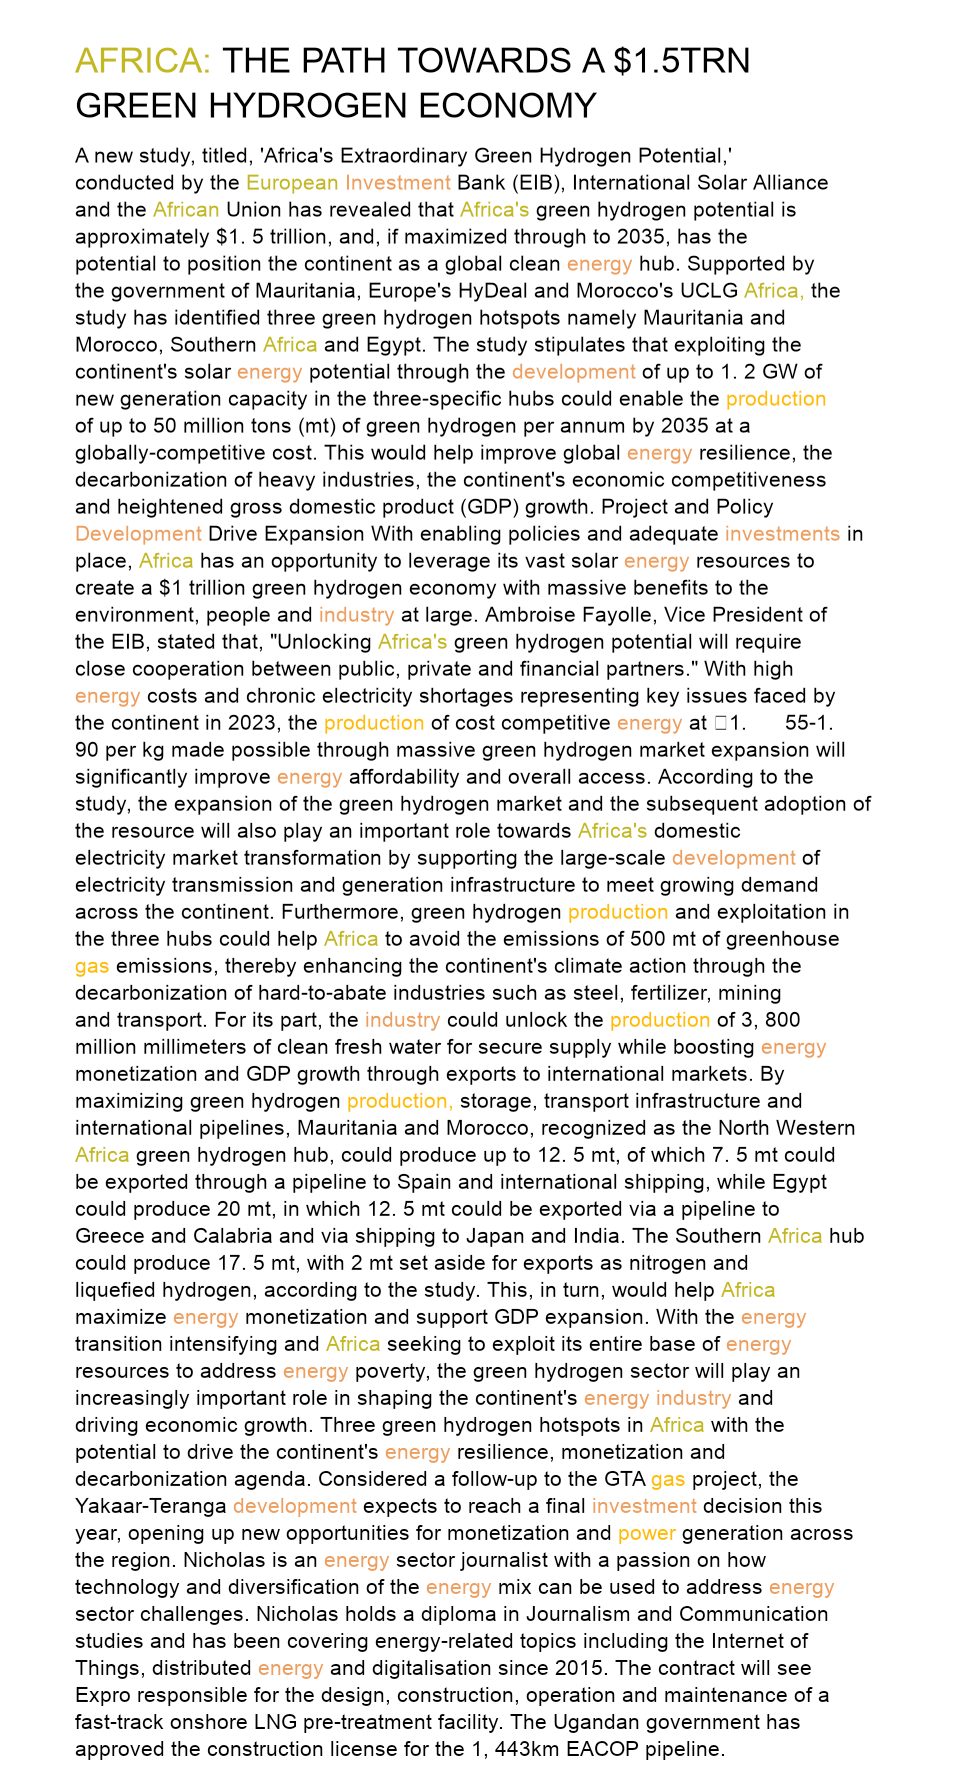 AFRICA: THE PATH TOWARDS A $1.5TRN
GREEN HYDROGEN ECONOMY
A new study, titled, 'Africa's Extraordinary Green Hydrogen Potential,'
conducted by the European Investment Bank (EIB), International Solar Alliance
and the African Union has revealed that Africa's green hydrogen potential is
approximately $1. 5 trillion, and, if maximized through to 2035, has the
potential to position the continent as a global clean energy hub. Supported by
the government of Mauritania, Europe's HyDeal and Morocco's UCLG Africa, the
study has identified three green hydrogen hotspots namely Mauritania and
Morocco, Southern Africa and Egypt. The study stipulates that exploiting the
continent's solar energy potential through the development of up to 1. 2 GW of
new generation capacity in the three-specific hubs could enable the production
of up to 50 million tons (mt) of green hydrogen per annum by 2035 at a
globally-competitive cost. This would help improve global energy resilience, the
decarbonization of heavy industries, the continent's economic competitiveness
and heightened gross domestic product (GDP) growth. Project and Policy
Development Drive Expansion With enabling policies and adequate investments in
place, Africa has an opportunity to leverage its vast solar energy resources to
create a $1 trillion green hydrogen economy with massive benefits to the
environment, people and industry at large. Ambroise Fayolle, Vice President of
the EIB, stated that, "Unlocking Africa's green hydrogen potential will require
close cooperation between public, private and financial partners." With high
energy costs and chronic electricity shortages representing key issues faced by
the continent in 2023, the production of cost competitive energy at □1. 55-1.
90 per kg made possible through massive green hydrogen market expansion will
significantly improve energy affordability and overall access. According to the
study, the expansion of the green hydrogen market and the subsequent adoption of
the resource will also play an important role towards Africa's domestic
electricity market transformation by supporting the large-scale development of
electricity transmission and generation infrastructure to meet growing demand
across the continent. Furthermore, green hydrogen production and exploitation in
the three hubs could help Africa to avoid the emissions of 500 mt of greenhouse
gas emissions, thereby enhancing the continent's climate action through the
decarbonization of hard-to-abate industries such as steel, fertilizer, mining
and transport. For its part, the industry could unlock the production of 3, 800
million millimeters of clean fresh water for secure supply while boosting energy
monetization and GDP growth through exports to international markets. By
maximizing green hydrogen production, storage, transport infrastructure and
international pipelines, Mauritania and Morocco, recognized as the North Western
Africa green hydrogen hub, could produce up to 12. 5 mt, of which 7. 5 mt could
be exported through a pipeline to Spain and international shipping, while Egypt
could produce 20 mt, in which 12. 5 mt could be exported via a pipeline to
Greece and Calabria and via shipping to Japan and India. The Southern Africa hub
could produce 17. 5 mt, with 2 mt set aside for exports as nitrogen and
liquefied hydrogen, according to the study. This, in turn, would help Africa
maximize energy monetization and support GDP expansion. With the energy
transition intensifying and Africa seeking to exploit its entire base of energy
resources to address energy poverty, the green hydrogen sector will play an
increasingly important role in shaping the continent's energy industry and
driving economic growth. Three green hydrogen hotspots in Africa with the
potential to drive the continent's energy resilience, monetization and
decarbonization agenda. Considered a follow-up to the GTA gas project, the
Yakaar-Teranga development expects to reach a final investment decision this
year, opening up new opportunities for monetization and power generation across
the region. Nicholas is an energy sector journalist with a passion on how
technology and diversification of the energy mix can be used to address energy
sector challenges. Nicholas holds a diploma in Journalism and Communication
studies and has been covering energy-related topics including the Internet of
Things, distributed energy and digitalisation since 2015. The contract will see
Expro responsible for the design, construction, operation and maintenance of a
fast-track onshore LNG pre-treatment facility. The Ugandan government has
approved the construction license for the 1, 443km EACOP pipeline.